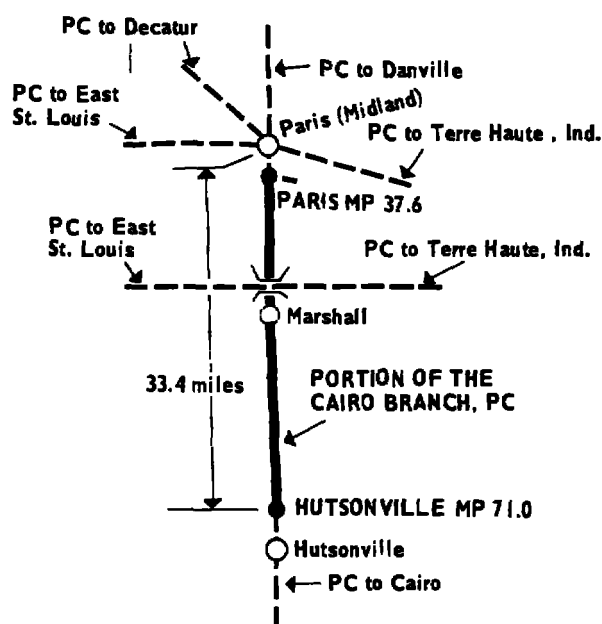 PC to Decatur
PC to Danville
PC to East
St. Louis
Paris (Midland)
PC to Terre Haute , Ind.
PARIS MP 37.6
PC to East
St. Louis
PC to Terre Haute, Ind.
Marshall
33.4 miles
PORTION OF THE
CAIRO BRANCH, PC
HUTSONVILLE MP 71.0
Hutsonville
PC to Cairo